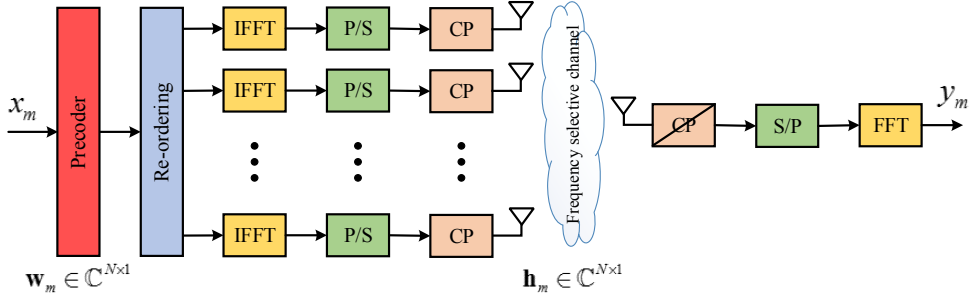 IFFT P/S CP
x_m
Precoder
Re-ordering
IFFT P/S CP
Frequency selective channel
CP S/P FFT
y_m
IFFT P/S CP
𝐰_m ∈ ℂ^{N×1}
𝐡_m ∈ ℂ^{N×1}